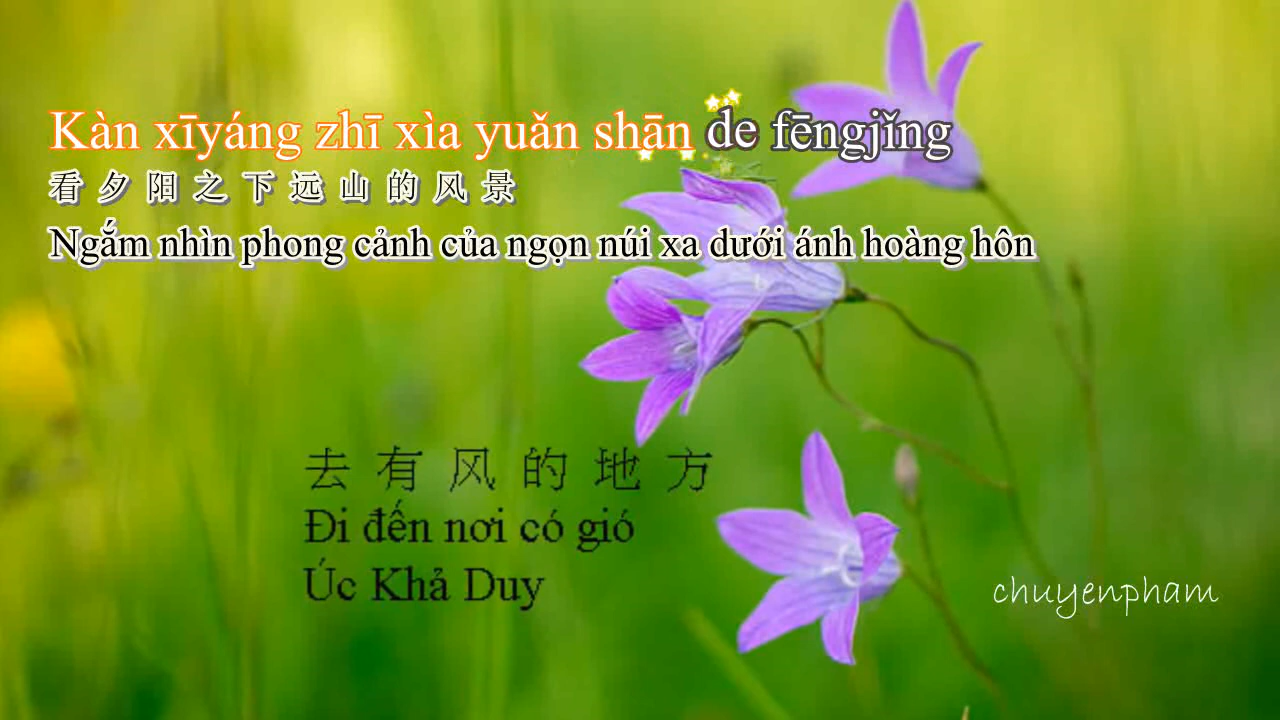 Kàn xīyáng zhī xìa yuǎn shān de fēngjǐng
看夕阳之下远山的风景
Ngắm nhìn phong cảnh của ngọn núi xa dưới ánh hoàng hôn
去有风的地方
Đi đến nơi có gió
Úc Khả Duy
chuyenpham